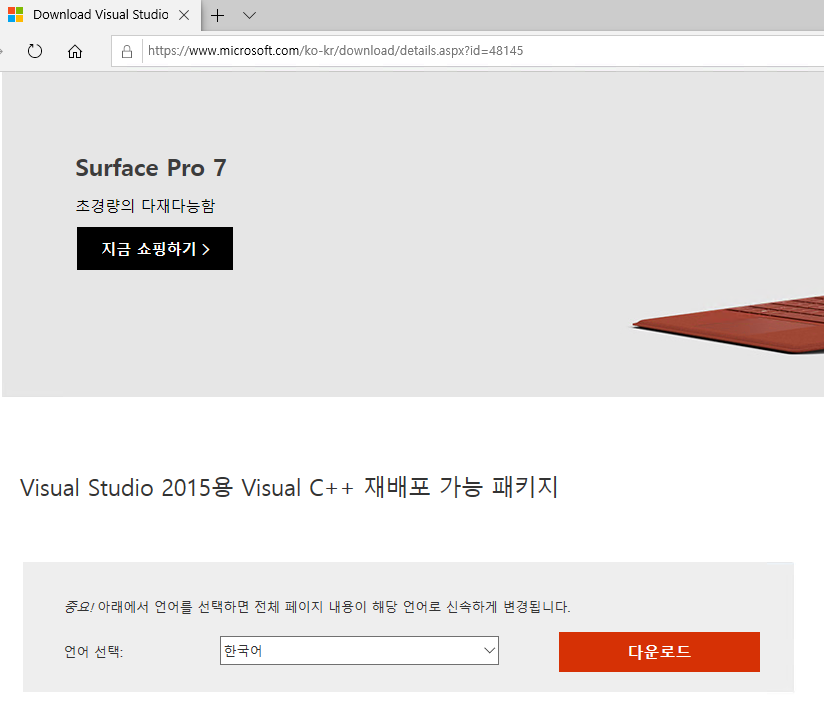 Download Visual Studio
https://www.microsoft.com/ko-kr/download/details.aspx?id=48145
Surface Pro 7
초경량의 다재다능함
지금 쇼핑하기 >
Visual Studio 2015용 Visual C++ 재배포 가능 패키지
중요! 아래에서 언어를 선택하면 전체 페이지 내용이 해당 언어로 신속하게 변경됩니다.
언어 선택:
한국어
다운로드